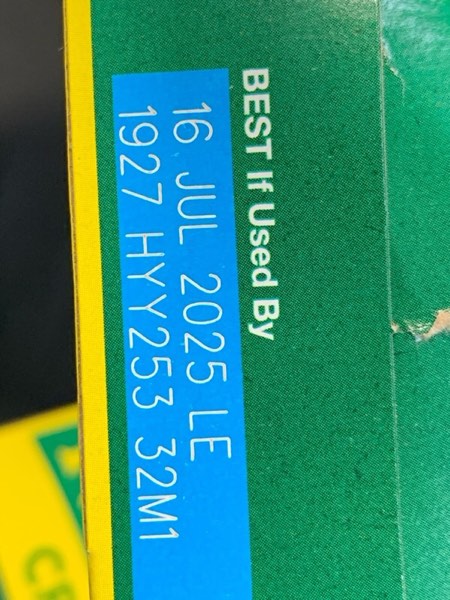 BEST If Used By
16 JUL 2025 LE
1927 HYY253 32M1